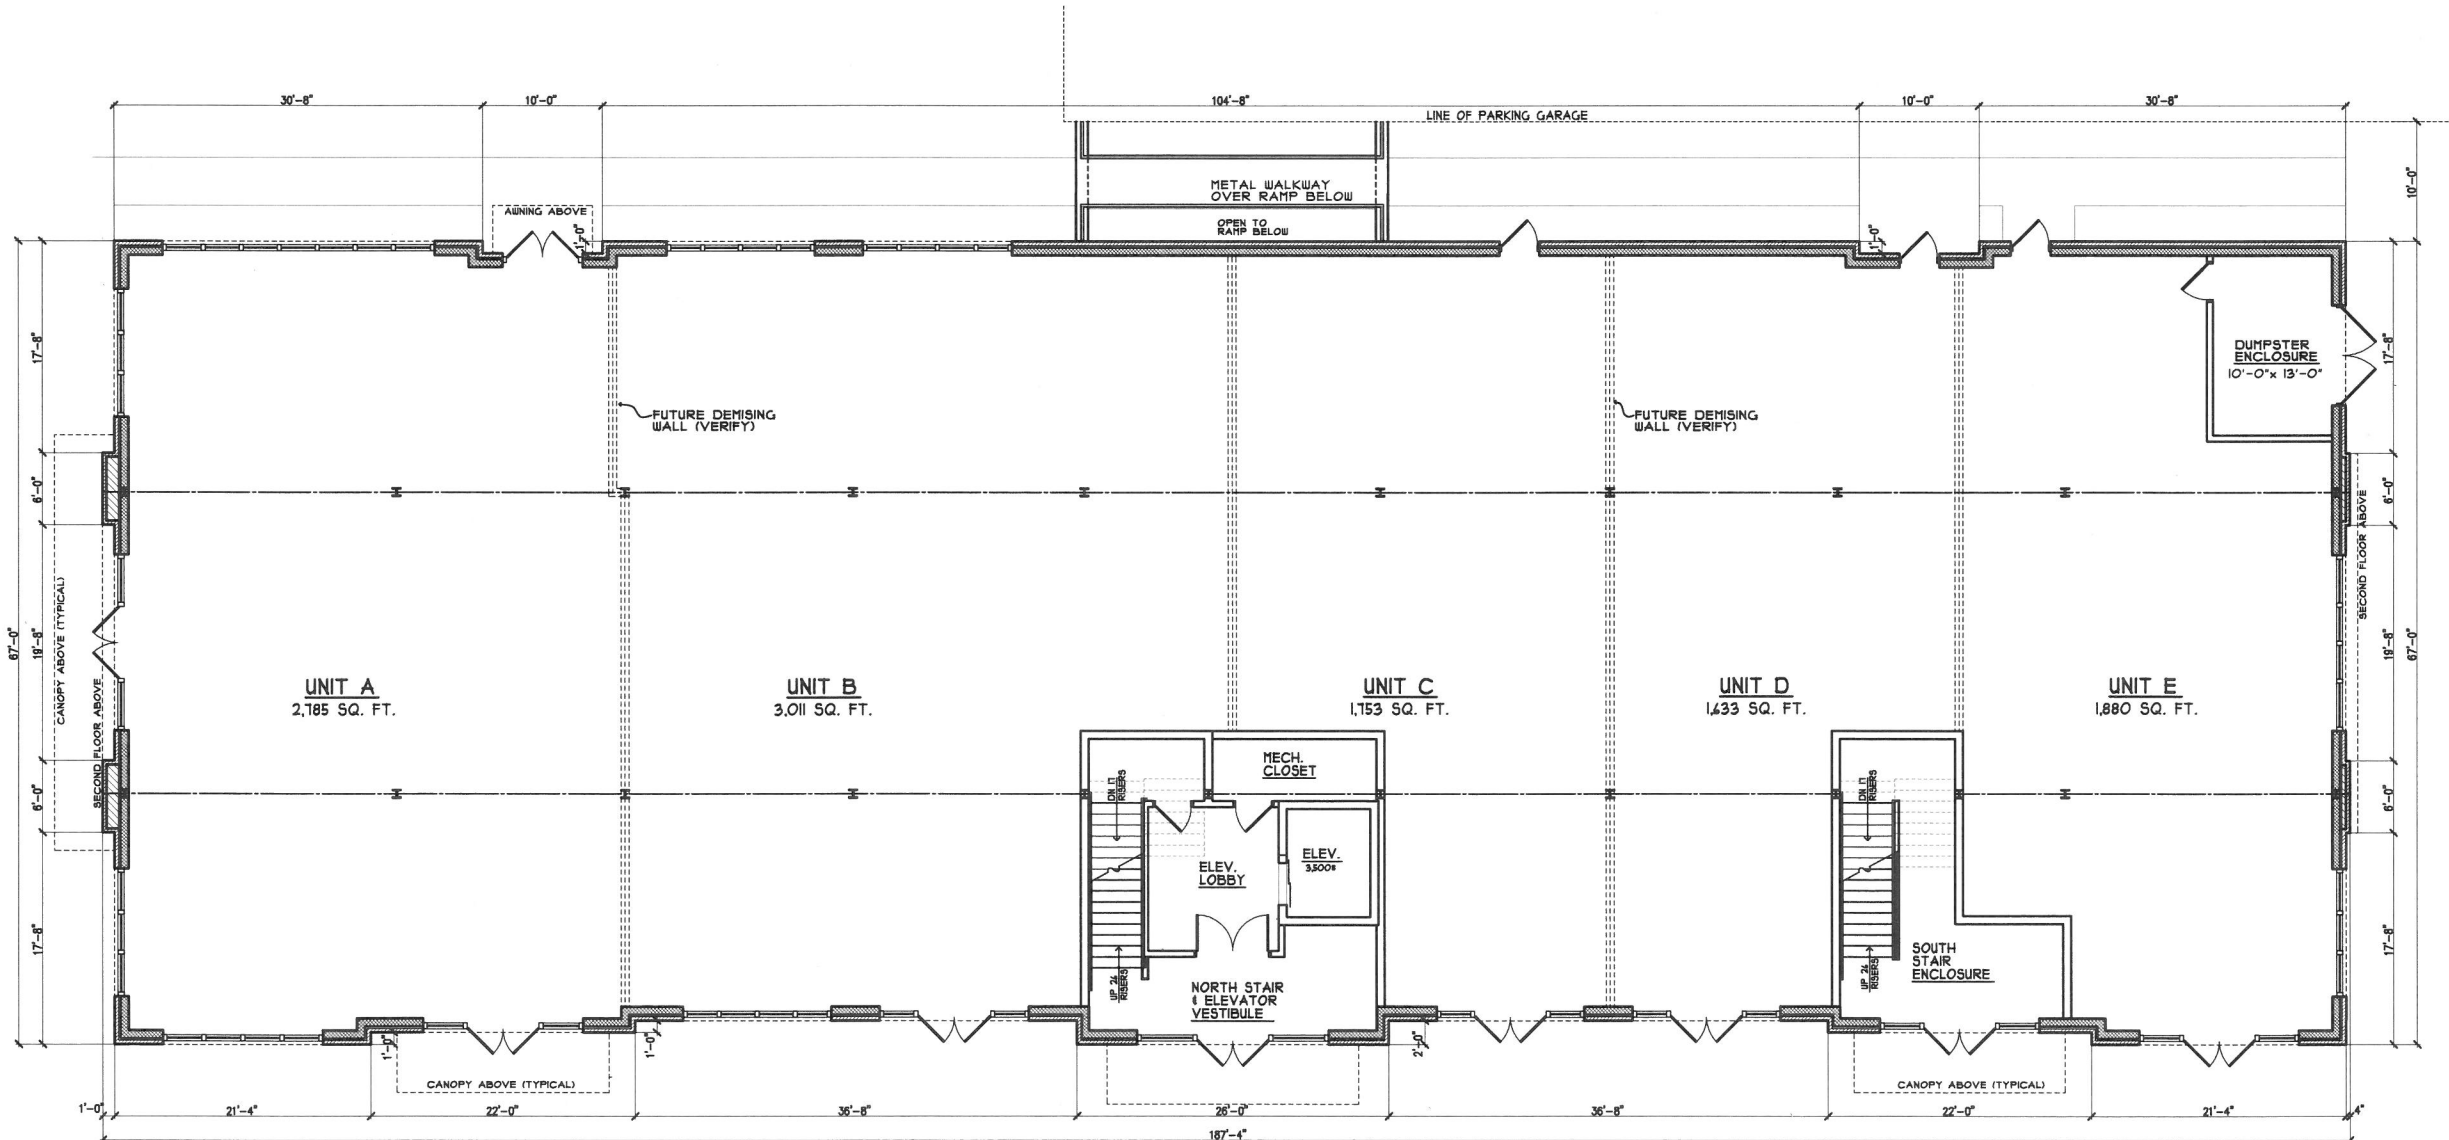 30'-8"
10'-0"
104'-8"
10'-0"
30'-8"
LINE OF PARKING GARAGE
10'-0"
METAL WALKWAY
OVER RAMP BELOW
AWNING ABOVE
OPEN TO
RAMP BELOW
1'-0"
1'-0"
17'-8"
17'-8"
DUMPSTER
ENCLOSURE
10'-0"x 13'-0"
FUTURE DEMISING
WALL (VERIFY)
FUTURE DEMISING
WALL (VERIFY)
6'-0"
6'-0"
SECOND FLOOR ABOVE
CANOPY ABOVE (TYPICAL)
67'-0"
19'-8"
19'-8"
67'-0"
SECOND FLOOR ABOVE
UNIT A
2,785 SQ. FT.
UNIT B
3,011 SQ. FT.
UNIT C
1,753 SQ. FT.
UNIT D
1,633 SQ. FT.
UNIT E
1,880 SQ. FT.
6'-0"
6'-0"
MECH.
CLOSET
DN 17
RISERS
DN 17
RISERS
ELEV.
LOBBY
ELEV.
3,500#
17'-8"
17'-8"
UP 26
RISERS
UP 26
RISERS
NORTH STAIR
& ELEVATOR
VESTIBULE
SOUTH
STAIR
ENCLOSURE
1'-0"
1'-0"
2'-0"
CANOPY ABOVE (TYPICAL)
CANOPY ABOVE (TYPICAL)
1'-0"
21'-4"
22'-0"
36'-8"
26'-0"
36'-8"
22'-0"
21'-4"
4"
187'-4"